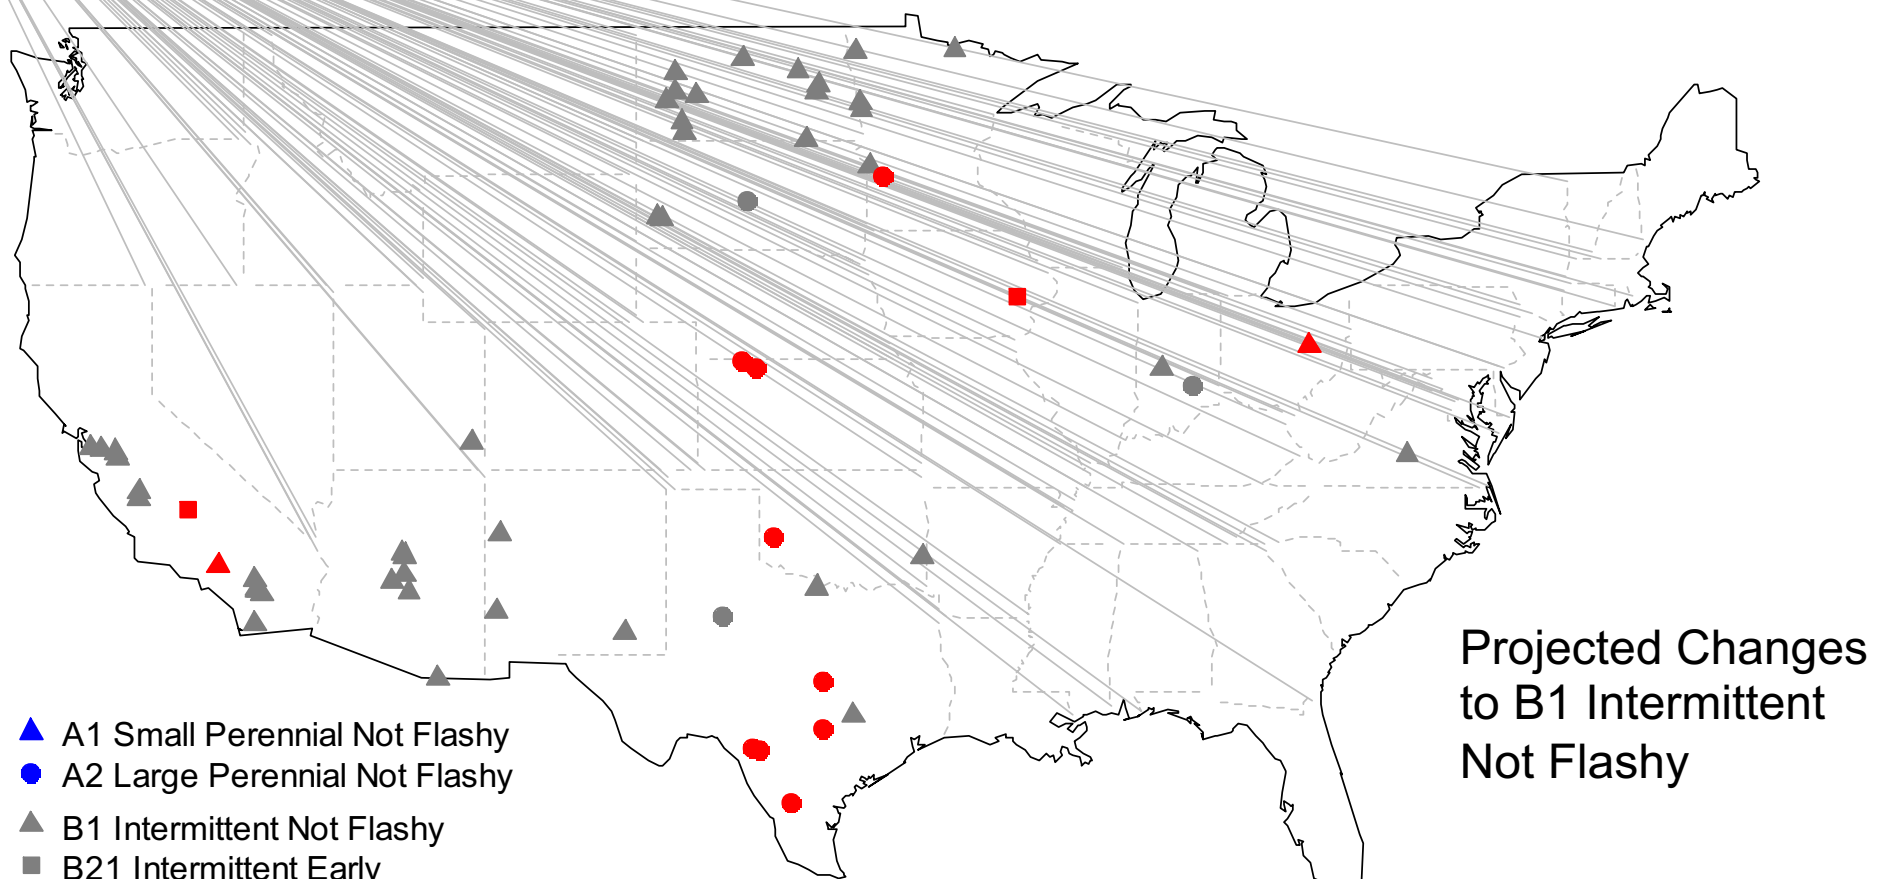 Projected Changes
to B1 Intermittent
Not Flashy
A1 Small Perennial Not Flashy
A2 Large Perennial Not Flashy
B1 Intermittent Not Flashy
B21 Intermittent Early